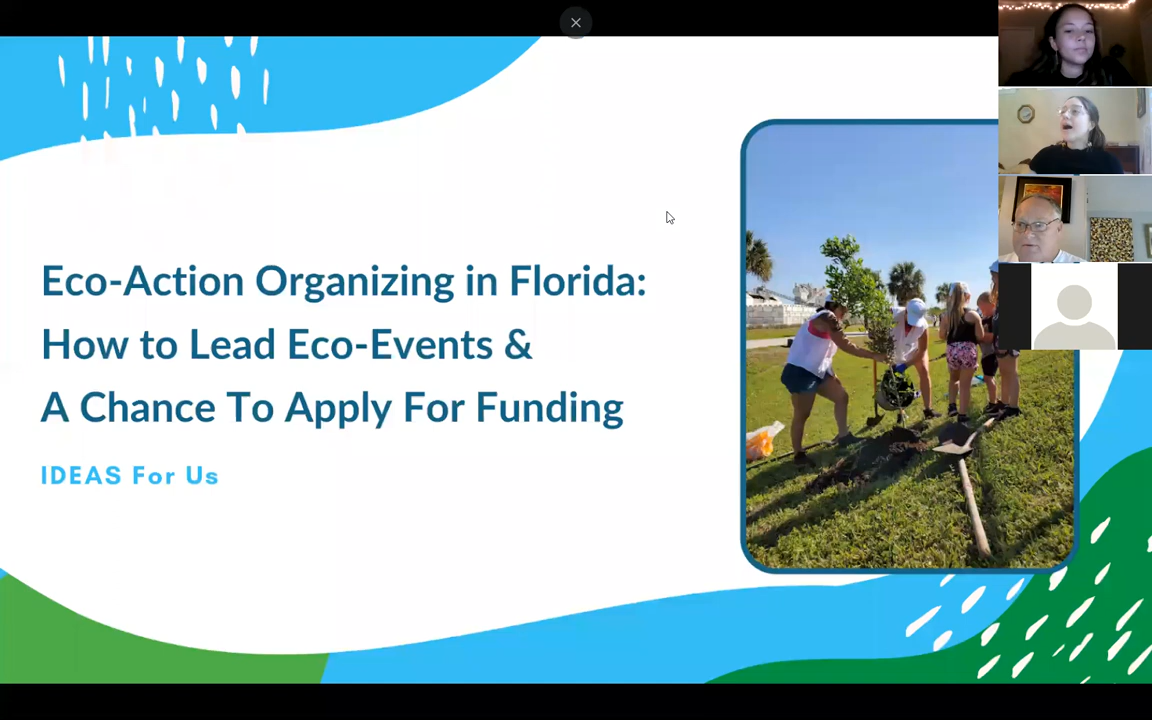 Eco-Action Organizing in Florida:
How to Lead Eco-Events &
A Chance To Apply For Funding
IDEAS For Us